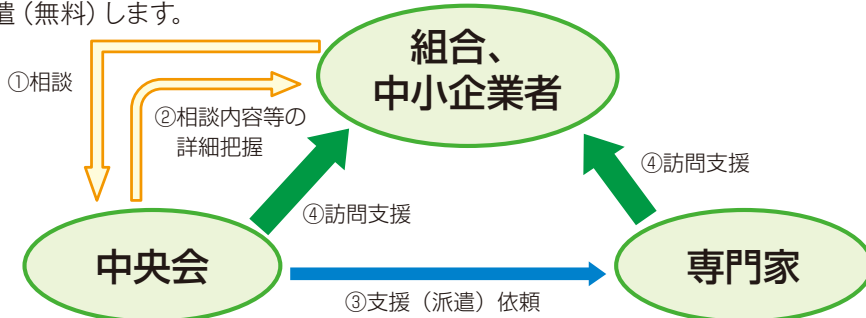 遣（無料）します。
組合、
中小企業者
①相談
②相談内容等の
詳細把握
④訪問支援
④訪問支援
中央会
専門家
③支援（派遣）依頼